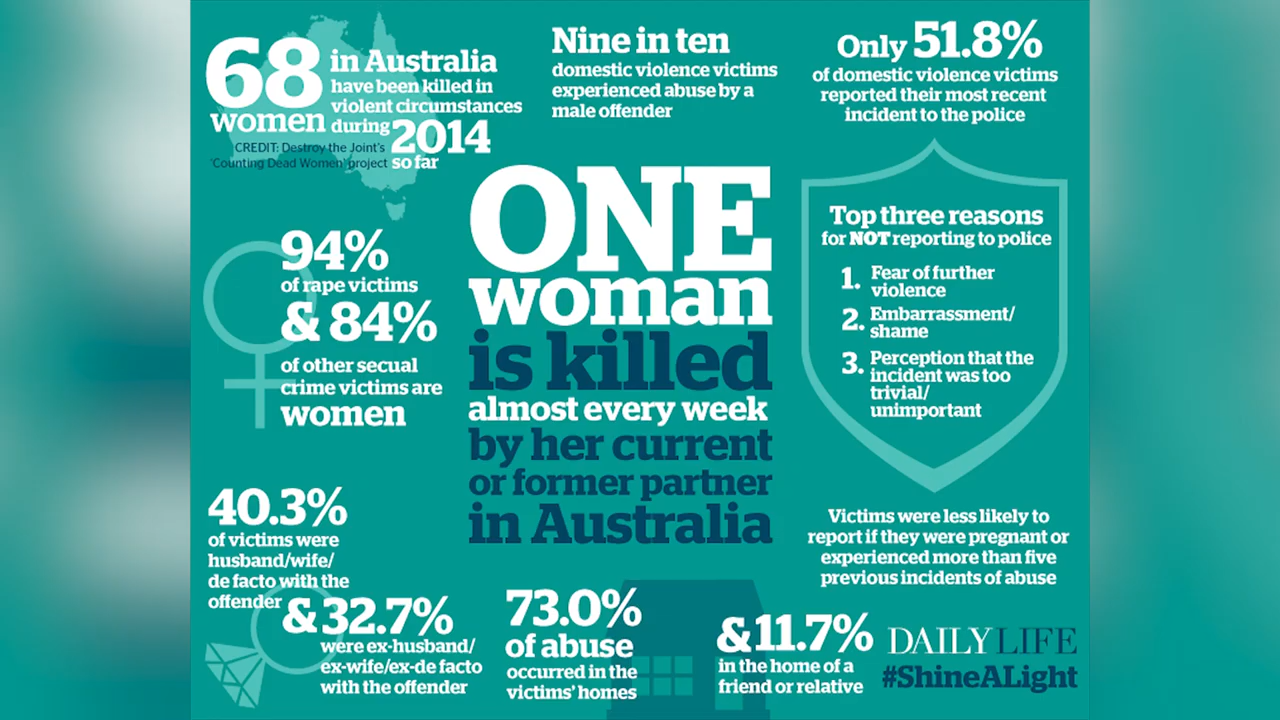 68
women
in Australia
have been killed in
violent circumstances
during 2014
so far
CREDIT: Destroy the Joint's
'Counting Dead Women' project
Nine in ten
domestic violence victims
experienced abuse by a
male offender
Only 51.8%
of domestic violence victims
reported their most recent
incident to the police
94%
of rape victims
& 84%
of other secual
crime victims are
women
ONE
woman
is killed
almost every week
by her current
or former partner
in Australia
Top three reasons
for NOT reporting to police
1. Fear of further
violence
2. Embarrassment/
shame
3. Perception that the
incident was too
trivial/
unimportant
40.3%
of victims were
husband/wife/
de facto with the
offender
& 32.7%
were ex-husband/
ex-wife/ex-de facto
with the offender
73.0%
of abuse
occurred in the
victims' homes
& 11.7%
in the home of a
friend or relative
Victims were less likely to
report if they were pregnant or
experienced more than five
previous incidents of abuse
DAILY LIFE
#ShineALight